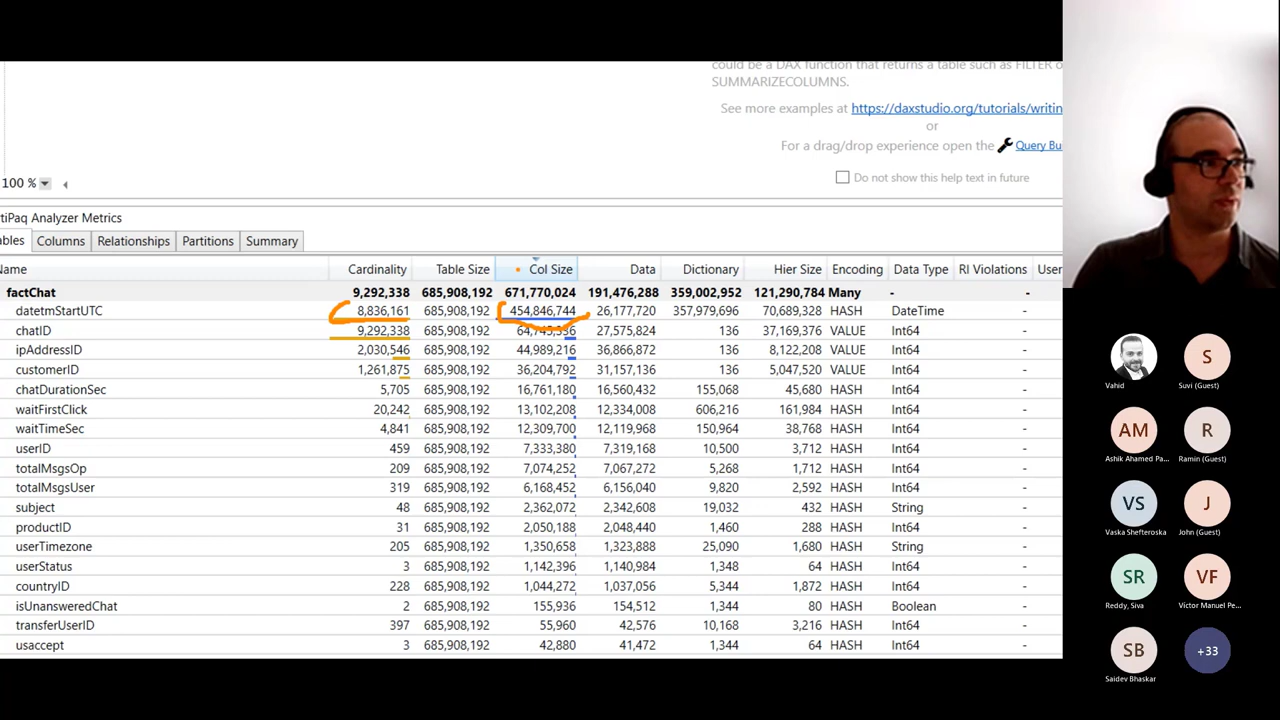 could be a DAX function that returns a table such as FILTER o
SUMMARIZECOLUMNS.
See more examples at https://daxstudio.org/tutorials/writin
or
For a drag/drop experience open the Query Bu
100 %
Do not show this help text in future
tiPaq Analyzer Metrics
ables Columns Relationships Partitions Summary
Name Cardinality Table Size Col Size Data Dictionary Hier Size Encoding Data Type RI Violations User
factChat 9,292,338 685,908,192 671,770,024 191,476,288 359,002,952 121,290,784 Many - -
datetmStartUTC 8,836,161 685,908,192 454,846,744 26,177,720 357,979,696 70,689,328 HASH DateTime -
chatID 9,292,338 685,908,192 64,745,336 27,575,824 136 37,169,376 VALUE Int64 -
ipAddressID 2,030,546 685,908,192 44,989,216 36,866,872 136 8,122,208 VALUE Int64 -
customerID 1,261,875 685,908,192 36,204,792 31,157,136 136 5,047,520 VALUE Int64 -
chatDurationSec 5,705 685,908,192 16,761,180 16,560,432 155,068 45,680 HASH Int64 -
waitFirstClick 20,242 685,908,192 13,102,208 12,334,008 606,216 161,984 HASH Int64 -
waitTimeSec 4,841 685,908,192 12,309,700 12,119,968 150,964 38,768 HASH Int64 -
userID 459 685,908,192 7,333,380 7,319,168 10,500 3,712 HASH Int64 -
totalMsgsOp 209 685,908,192 7,074,252 7,067,272 5,268 1,712 HASH Int64 -
totalMsgsUser 319 685,908,192 6,168,452 6,156,040 9,820 2,592 HASH Int64 -
subject 48 685,908,192 2,362,072 2,342,608 19,032 432 HASH String -
productID 31 685,908,192 2,050,188 2,048,440 1,460 288 HASH Int64 -
userTimezone 205 685,908,192 1,350,658 1,323,888 25,090 1,680 HASH String -
userStatus 3 685,908,192 1,142,396 1,140,984 1,348 64 HASH Int64 -
countryID 228 685,908,192 1,044,272 1,037,056 5,344 1,872 HASH Int64 -
isUnansweredChat 2 685,908,192 155,936 154,512 1,344 80 HASH Boolean -
transferUserID 397 685,908,192 55,960 42,576 10,168 3,216 HASH Int64 -
usaccept 3 685,908,192 42,880 41,472 1,344 64 HASH Int64 -
Vahid
S
Suvi (Guest)
AM
Ashik Ahamed Pa...
R
Ramin (Guest)
VS
Vaska Shefteroska
J
John (Guest)
SR
Reddy, Siva
VF
Victor Manuel Pe...
SB
Saidev Bhaskar
+33